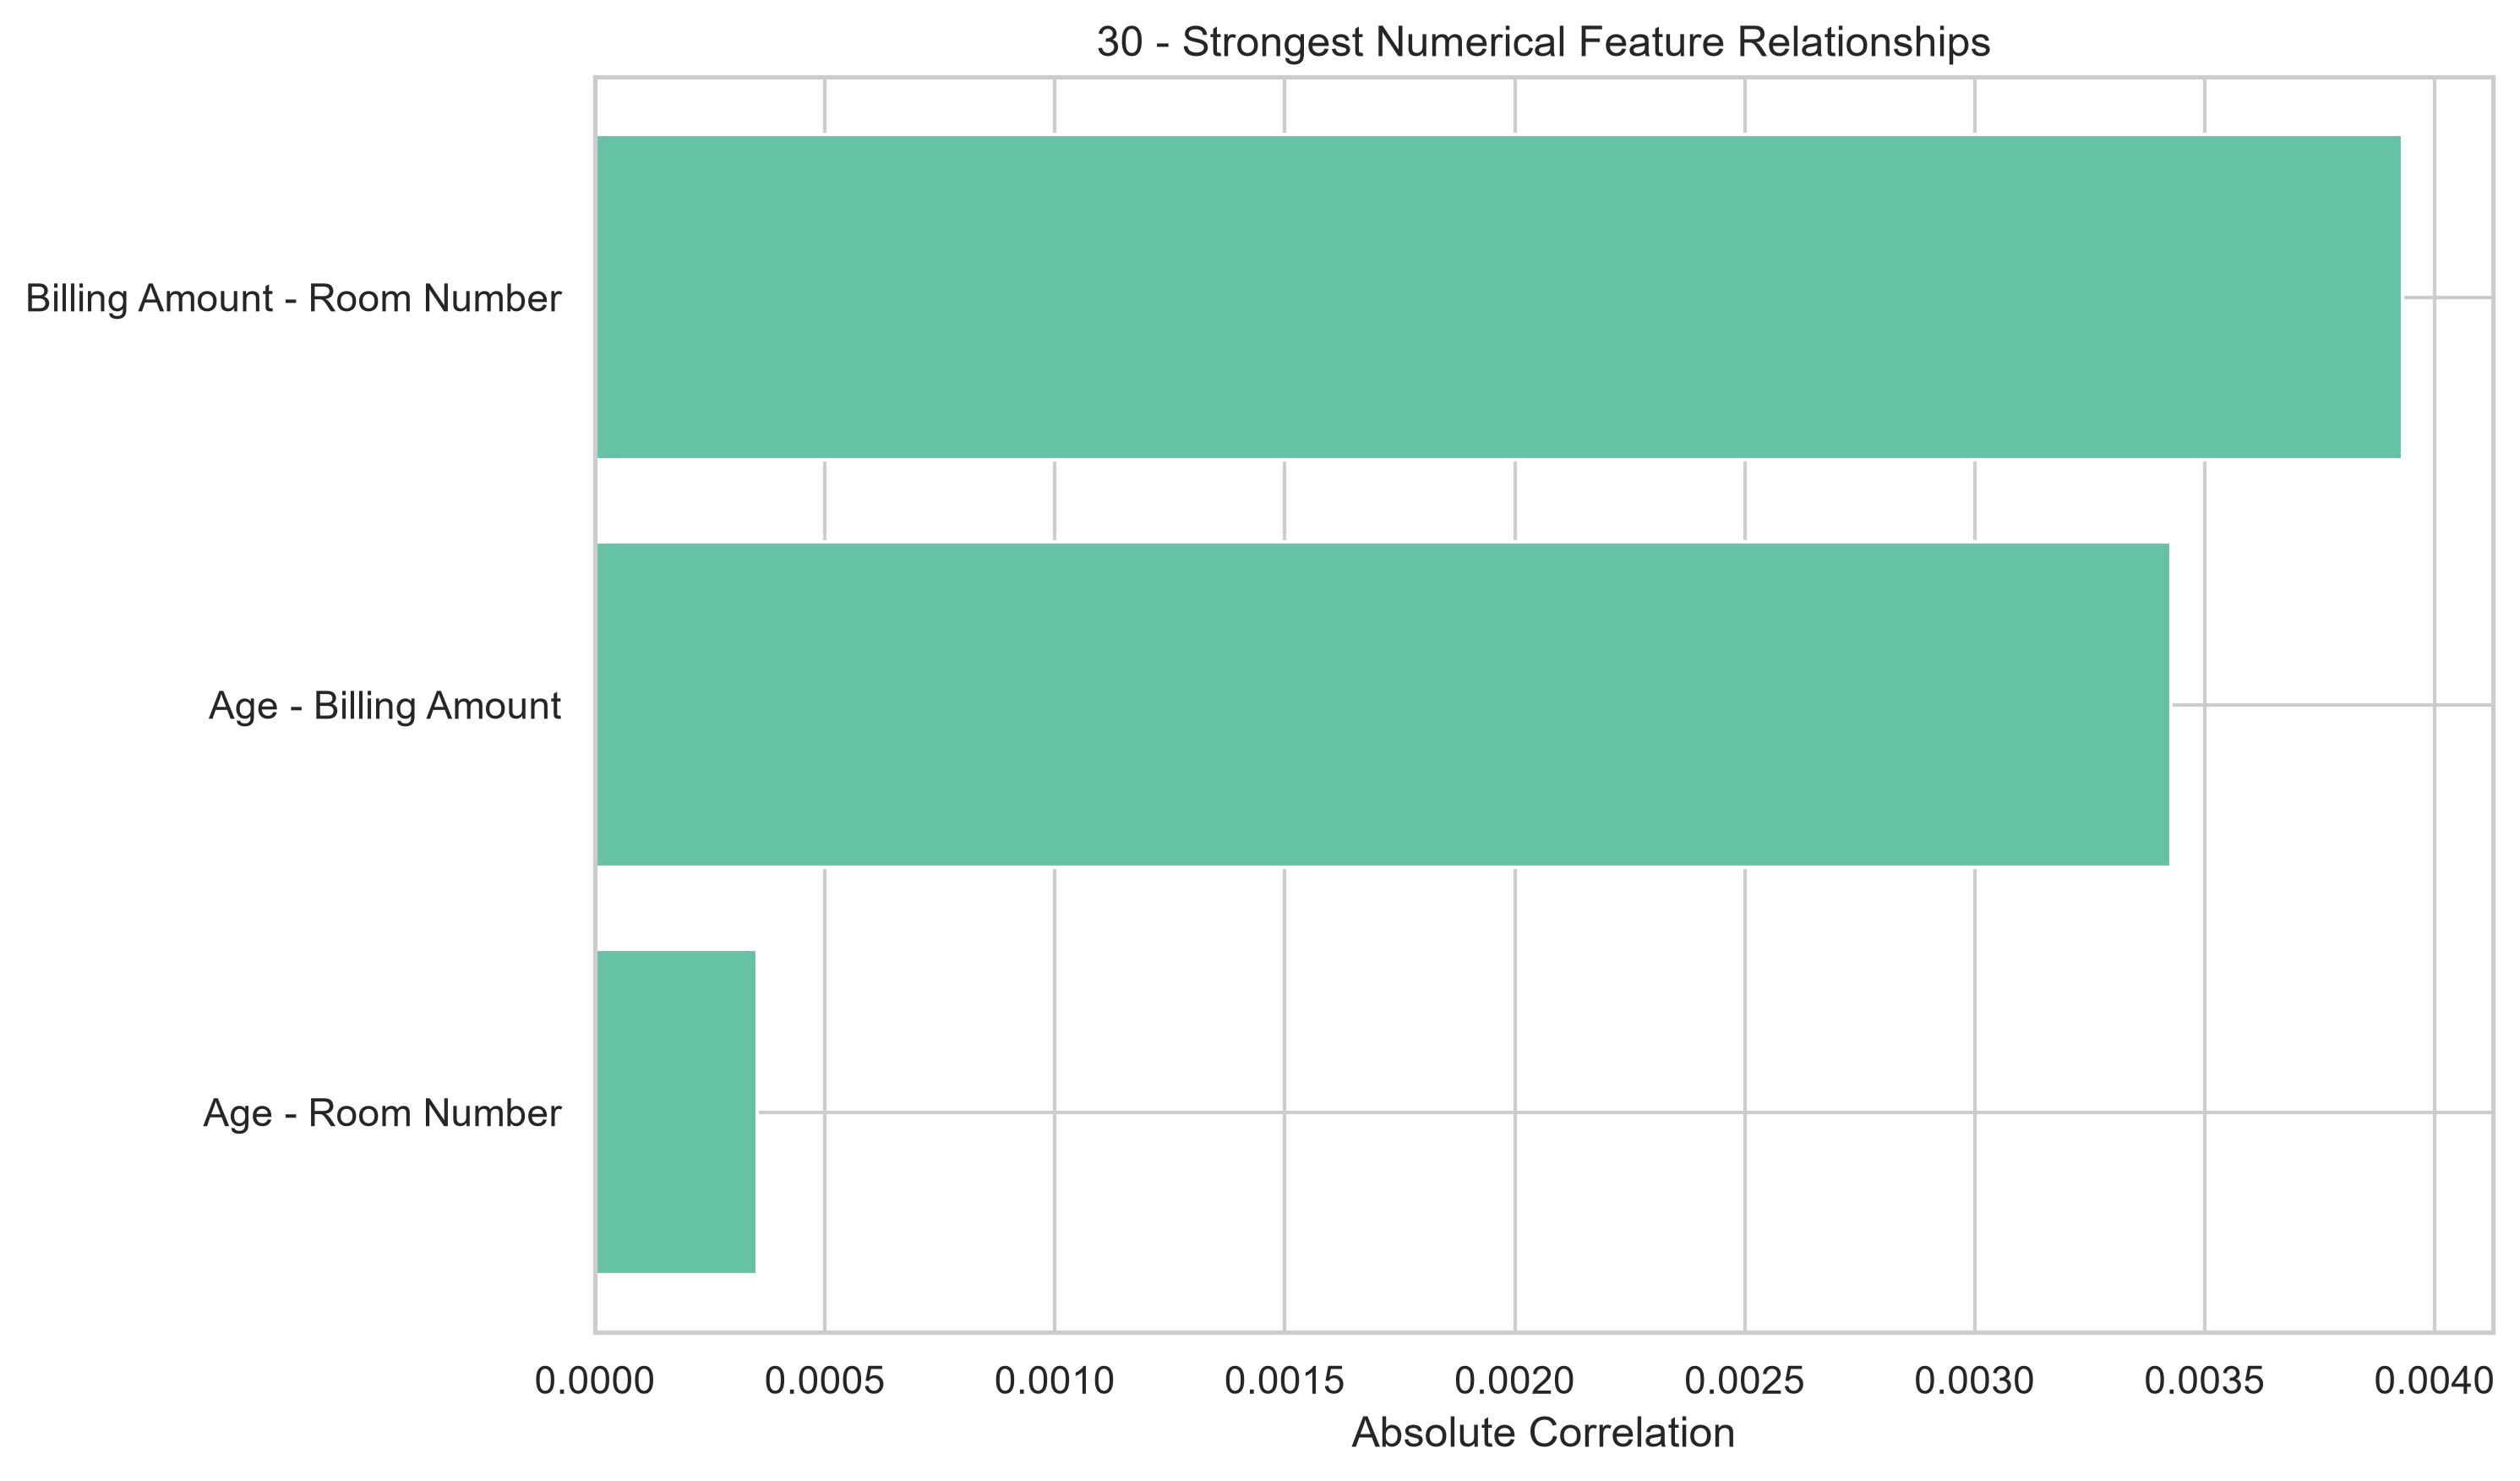 30 - Strongest Numerical Feature Relationships
Billing Amount - Room Number
Age - Billing Amount
Age - Room Number
0.0000 0.0005 0.0010 0.0015 0.0020 0.0025 0.0030 0.0035 0.0040
Absolute Correlation